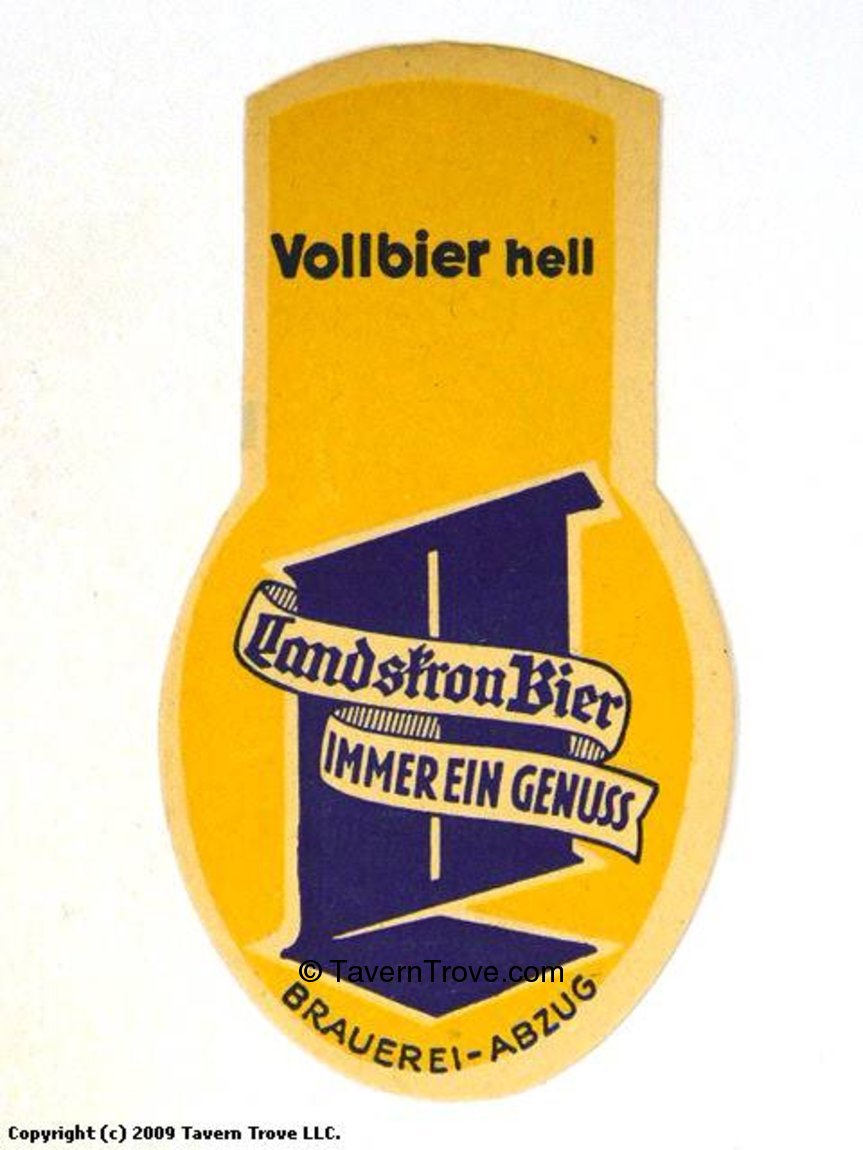 Vollbier hell
Landskron Bier
IMMER EIN GENUSS
© TavernTrove.com
BRAUEREI-ABZUG
Copyright (c) 2009 Tavern Trove LLC.